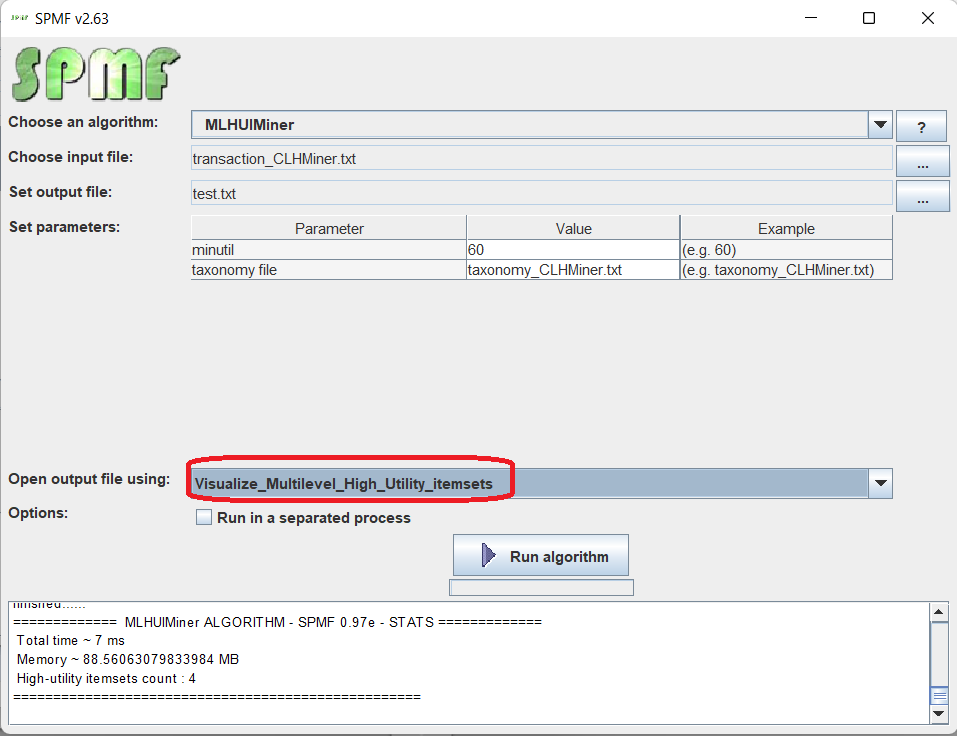 SPMF SPMF v2.63
SPMF
Choose an algorithm: MLHUIMiner ?
Choose input file: transaction_CLHMiner.txt ...
Set output file: test.txt ...
Set parameters: Parameter Value Example
minutil 60 (e.g. 60)
taxonomy file taxonomy_CLHMiner.txt (e.g. taxonomy_CLHMiner.txt)
Open output file using: Visualize_Multilevel_High_Utility_itemsets
Options: Run in a separated process
Run algorithm
finished......
============= MLHUIMiner ALGORITHM - SPMF 0.97e - STATS =============
Total time ~ 7 ms
Memory ~ 88.56063079833984 MB
High-utility itemsets count : 4
===================================================